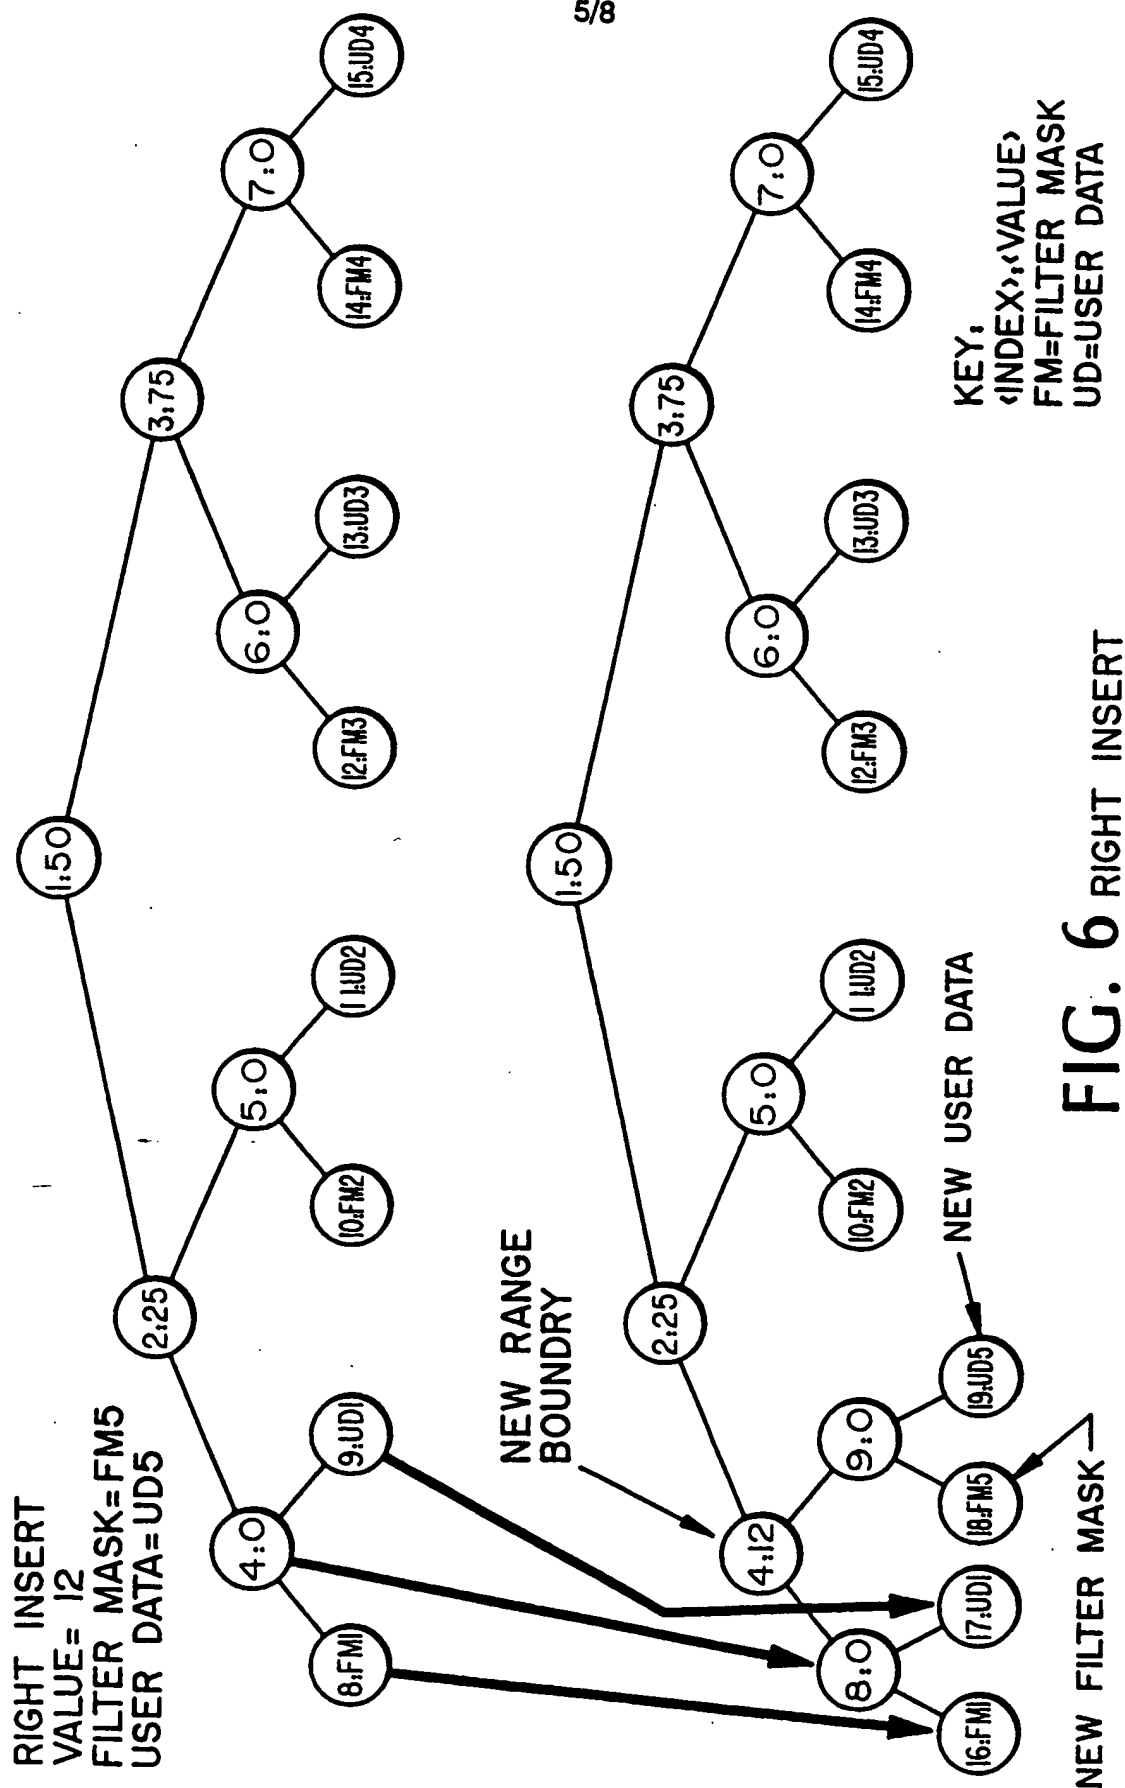 5/8
RIGHT INSERT
VALUE= 12
FILTER MASK=FM5
USER DATA=UD5
1:50
2:25
3:75
4:0
5:0
6:0
7:0
8:FM1
9:UD1
10:FM2
11:UD2
12:FM3
13:UD3
14:FM4
15:UD4
NEW RANGE
BOUNDRY
1:50
2:25
3:75
4:12
5:0
6:0
7:0
8:0
9:0
10:FM2
11:UD2
12:FM3
13:UD3
14:FM4
15:UD4
16:FM1
17:UD1
18:FM5
19:UD5
NEW USER DATA
NEW FILTER MASK
KEY:
<INDEX>:<VALUE>
FM=FILTER MASK
UD=USER DATA
FIG. 6 RIGHT INSERT